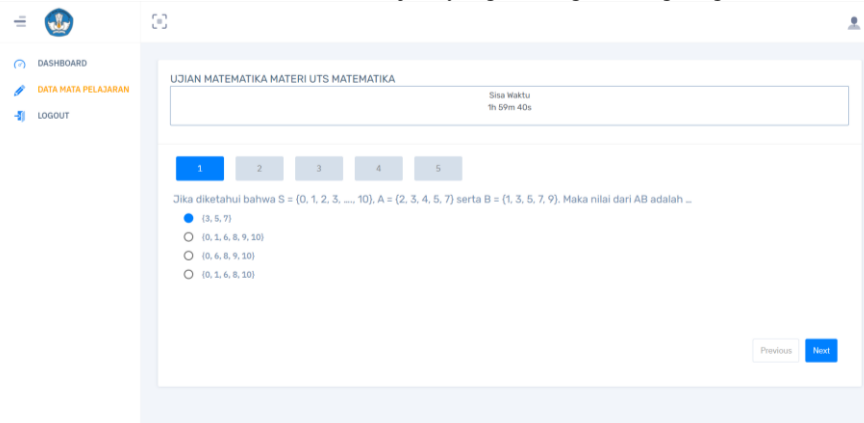 DASHBOARD
DATA MATA PELAJARAN
LOGOUT
UJIAN MATEMATIKA MATERI UTS MATEMATIKA
Sisa Waktu
1h 59m 40s
1 2 3 4 5
Jika diketahui bahwa S = {0, 1, 2, 3, ...., 10}, A = {2, 3, 4, 5, 7} serta B = {1, 3, 5, 7, 9}. Maka nilai dari AB adalah ...
{3, 5, 7}
{0, 1, 6, 8, 9, 10}
{0, 6, 8, 9, 10}
{0, 1, 6, 8, 10}
Previous Next